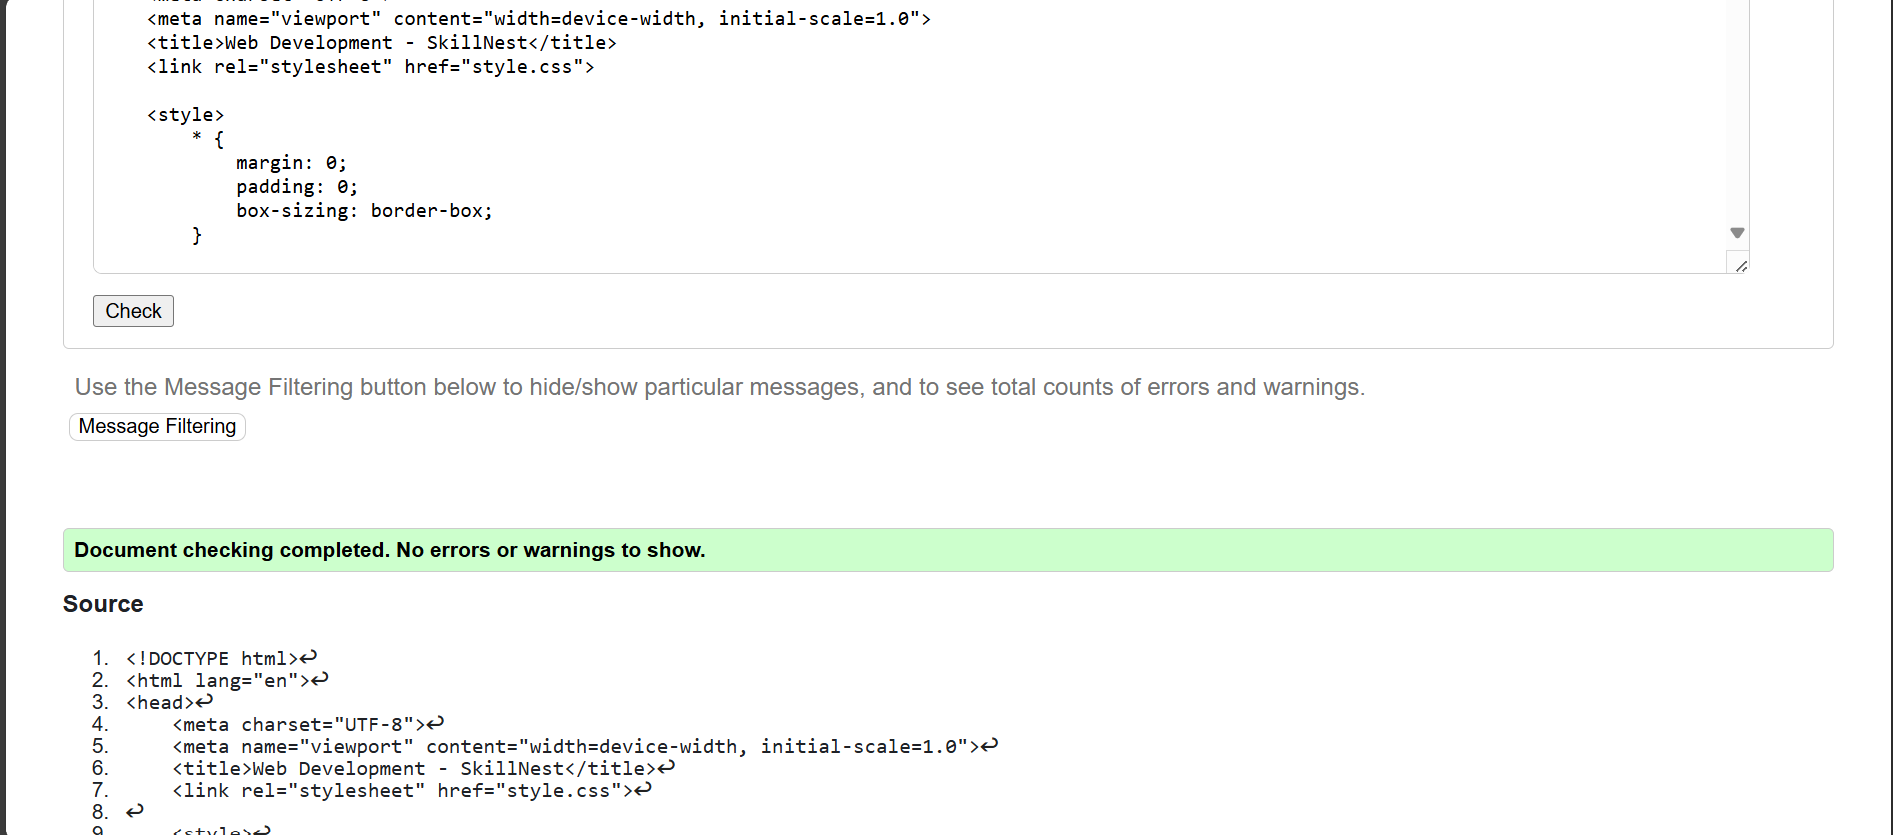 <meta name="viewport" content="width=device-width, initial-scale=1.0">
<title>Web Development - SkillNest</title>
<link rel="stylesheet" href="style.css">
<style>
* {
margin: 0;
padding: 0;
box-sizing: border-box;
}
Check
Use the Message Filtering button below to hide/show particular messages, and to see total counts of errors and warnings.
Message Filtering
Document checking completed. No errors or warnings to show.
Source
1. <!DOCTYPE html>↩
2. <html lang="en">↩
3. <head>↩
4. <meta charset="UTF-8">↩
5. <meta name="viewport" content="width=device-width, initial-scale=1.0">↩
6. <title>Web Development - SkillNest</title>↩
7. <link rel="stylesheet" href="style.css">↩
8. ↩
9. <style>↩